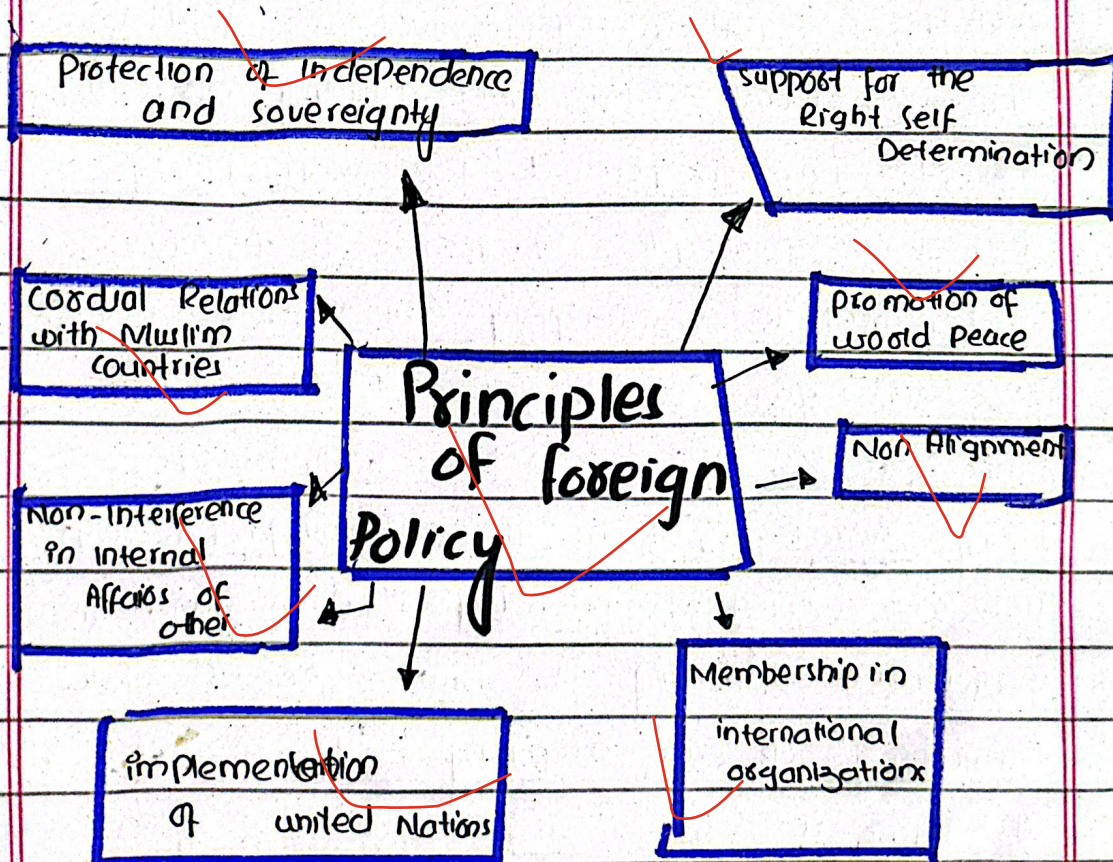 Protection of independence
and sovereignty
support for the
Right self
Determination
cordial Relations
with Muslim
countries
promotion of
world Peace
Principles
of foreign
Policy
Non Alignment
Non-Interference
in internal
Affairs of
other
Membership in
international
organizations
implementation
of united Nations